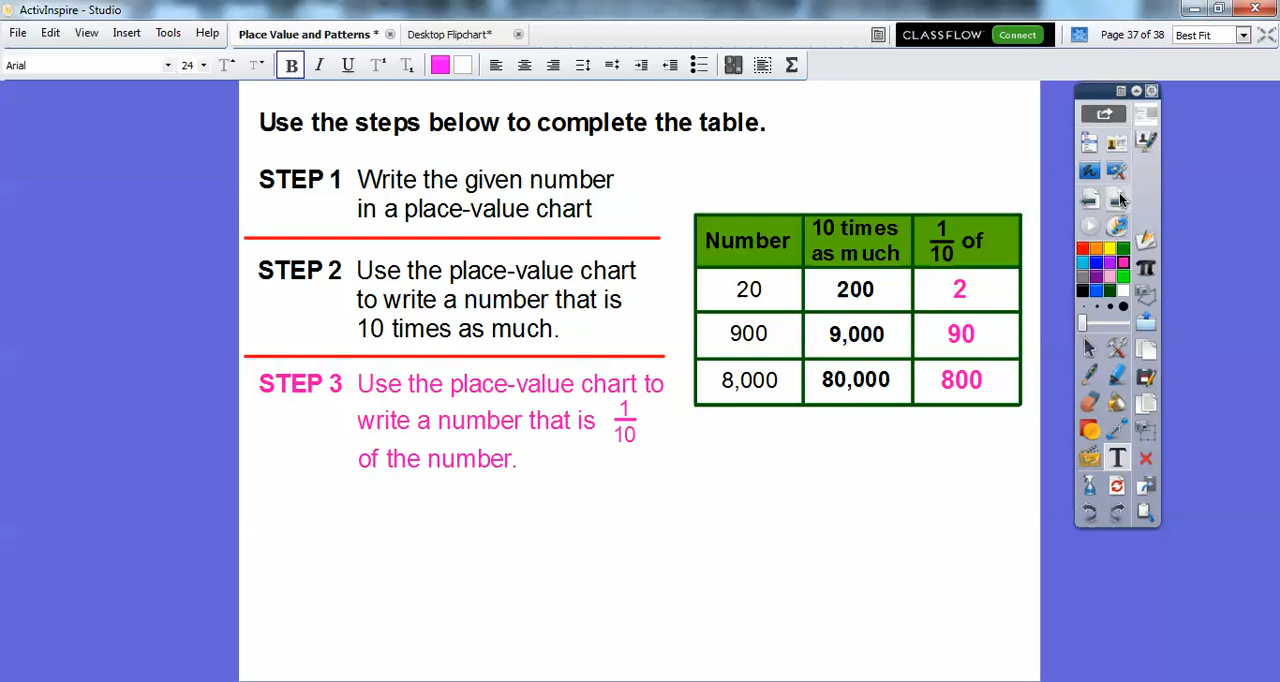 ActivInspire - Studio
File Edit View Insert Tools Help
Place Value and Patterns *
Desktop Flipchart*
CLASSFLOW Connect
Page 37 of 38
Best Fit
Arial
24
B I U T T
Use the steps below to complete the table.
STEP 1 Write the given number
in a place-value chart
STEP 2 Use the place-value chart
to write a number that is
10 times as much.
STEP 3 Use the place-value chart to
write a number that is 1/10
of the number.
Number 10 times as much 1/10 of
20 200 2
900 9,000 90
8,000 80,000 800